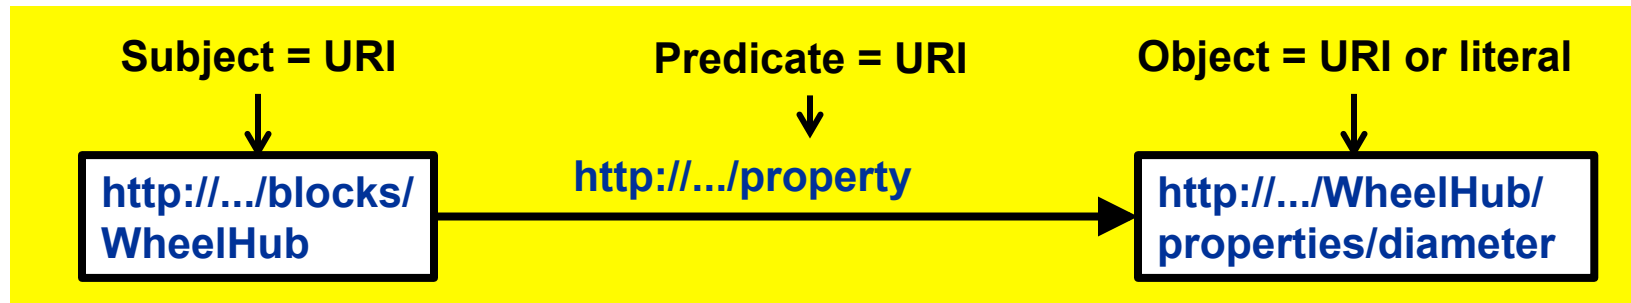 Subject = URI
Predicate = URI
Object = URI or literal
http://.../blocks/
WheelHub
http://.../property
http://.../WheelHub/
properties/diameter